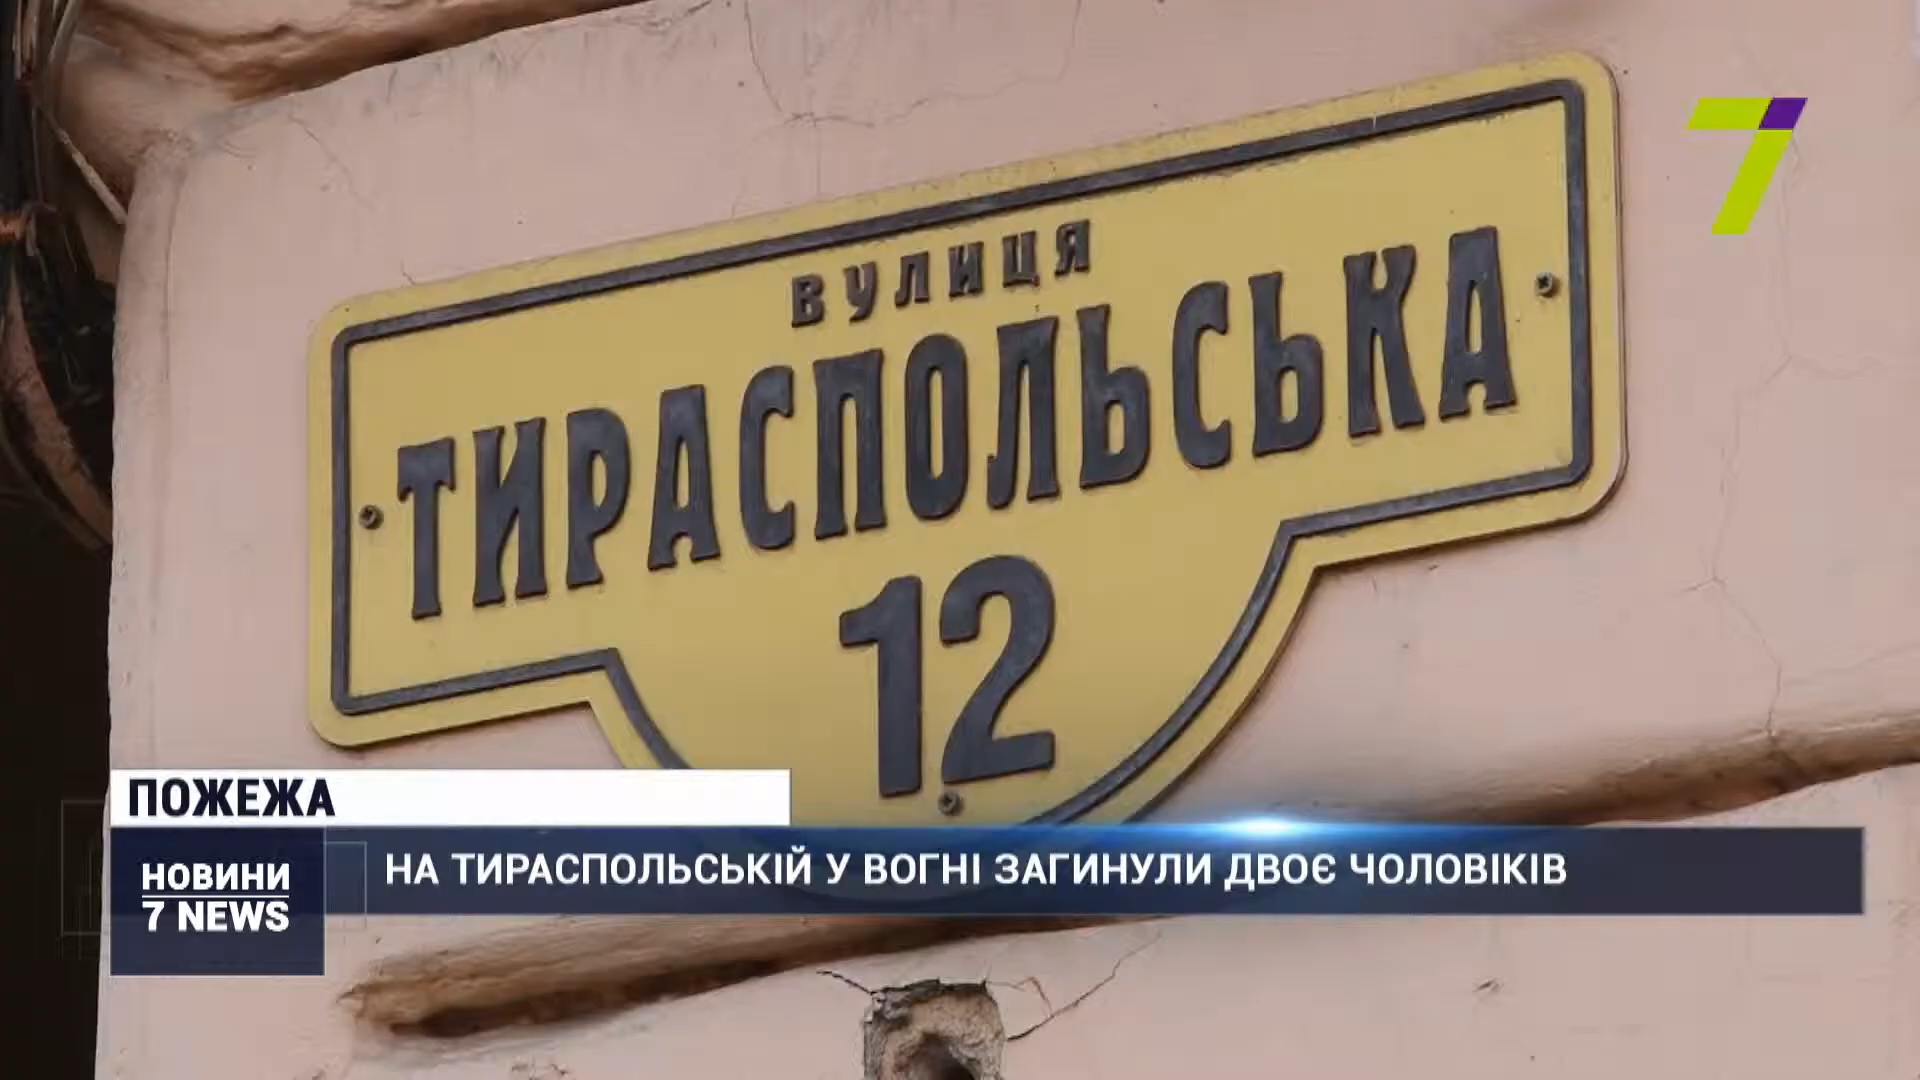 7
ВУЛИЦЯ
ТИРАСПОЛЬСЬКА
12
ПОЖЕЖА
НА ТИРАСПОЛЬСЬКІЙ У ВОГНІ ЗАГИНУЛИ ДВОЄ ЧОЛОВІКІВ
НОВИНИ
7 NEWS